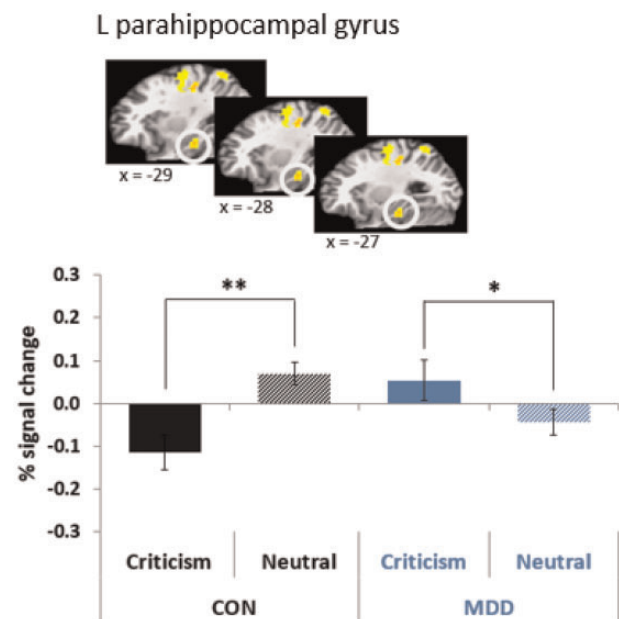 L parahippocampal gyrus
x = -29
x = -28
x = -27
0.3
0.2
0.1
0.0
-0.1
-0.2
-0.3
% signal change
**
*
Criticism Neutral Criticism Neutral
CON MDD